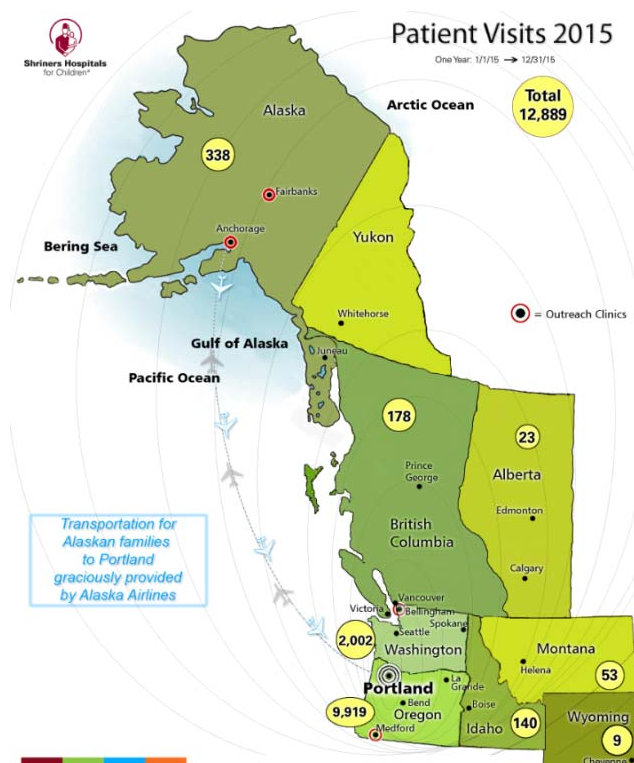 Patient Visits 2015
One Year: 1/1/15 → 12/31/15
Shriners Hospitals
for Children®
Total
12,889
Alaska
Arctic Ocean
338
Fairbanks
Anchorage
Bering Sea
Yukon
Whitehorse
= Outreach Clinics
Gulf of Alaska
Juneau
Pacific Ocean
178
23
Prince
George
Alberta
Edmonton
British
Columbia
Transportation for
Alaskan families
to Portland
graciously provided
by Alaska Airlines
Calgary
Vancouver
Victoria
Bellingham
Spokane
Seattle
2,002
Washington
Montana
Helena
53
Portland
La
Grande
9,919
Bend
Oregon
Boise
Medford
Idaho
140
Wyoming
9
Cheyenne